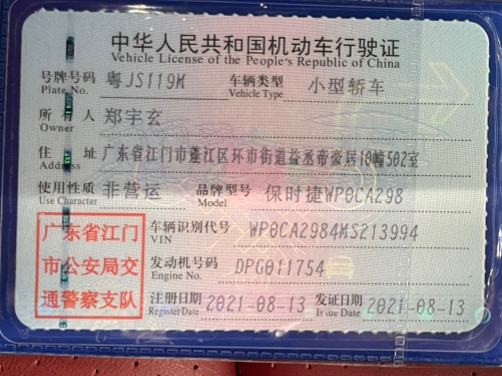 中华人民共和国机动车行驶证
Vehicle License of the People's Republic of China
号牌号码 粤JS119M 车辆类型 小型轿车
Plate No. Vehicle Type
所有人 郑宇玄
Owner
住址 广东省江门市蓬江区环市街道益丞帝豪居10幢502室
Address
使用性质 非营运 品牌型号 保时捷WP0CA298
Use Character Model
广东省江门
市公安局交
通警察支队
车辆识别代号 WP0CA2984MS213994
VIN
发动机号码 DPG011754
Engine No.
注册日期 2021-08-13 发证日期 2021-08-13
Register Date Issue Date